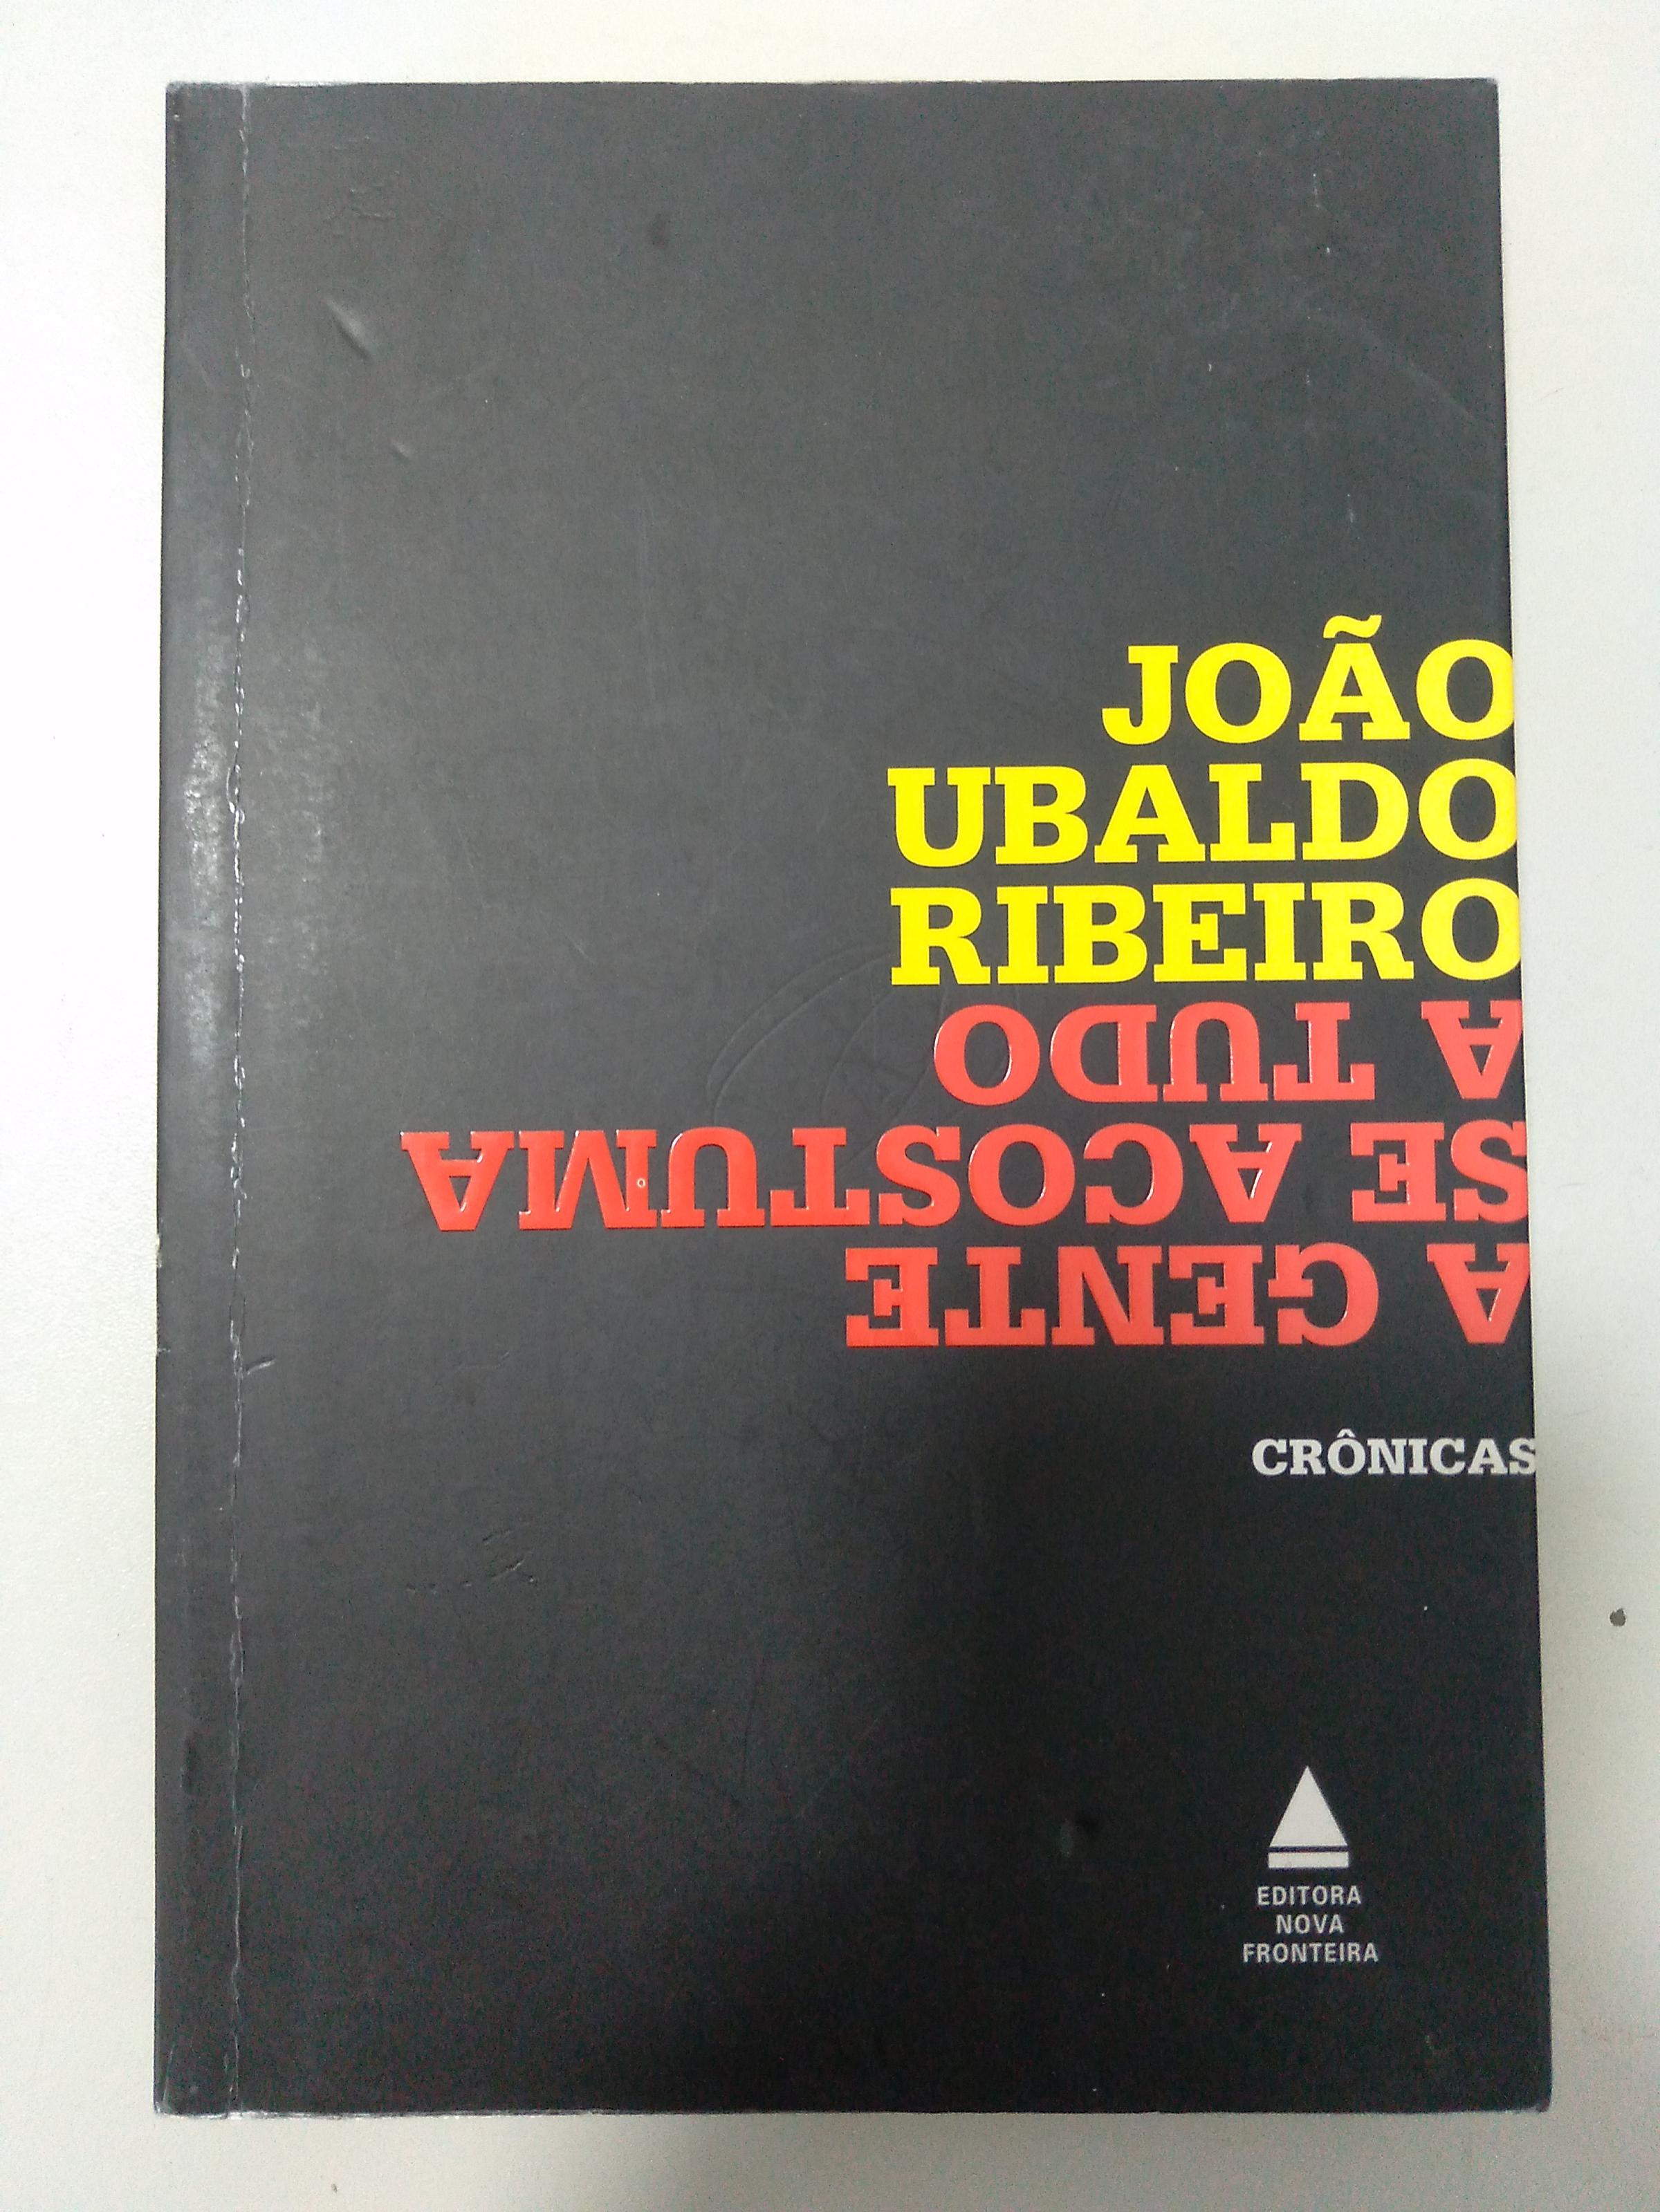 JOÃO
UBALDO
RIBEIRO
A GENTE
SE ACOSTUMA
A TUDO
CRÔNICAS
EDITORA
NOVA
FRONTEIRA